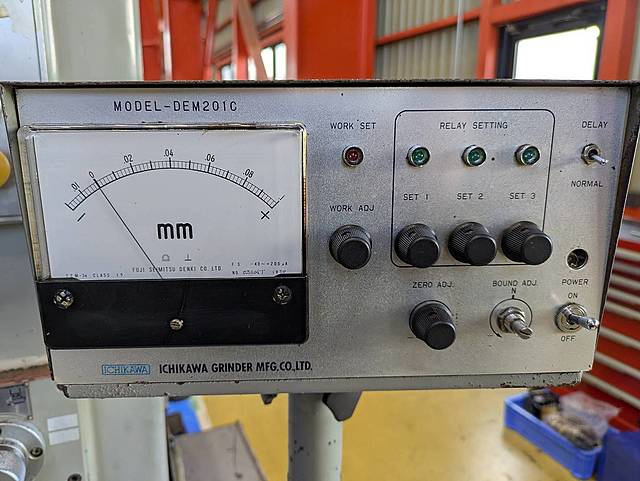 MODEL-DEM201C
.01 0 .02 .04 .06 .08
− +
mm
FUJI SEIMITSU DENKI CO. LTD
ICHIKAWA ICHIKAWA GRINDER MFG.CO.,LTD.
WORK SET
WORK ADJ
RELAY SETTING
SET 1 SET 2 SET 3
ZERO ADJ.
BOUND ADJ.
N
DELAY
NORMAL
POWER
ON
OFF